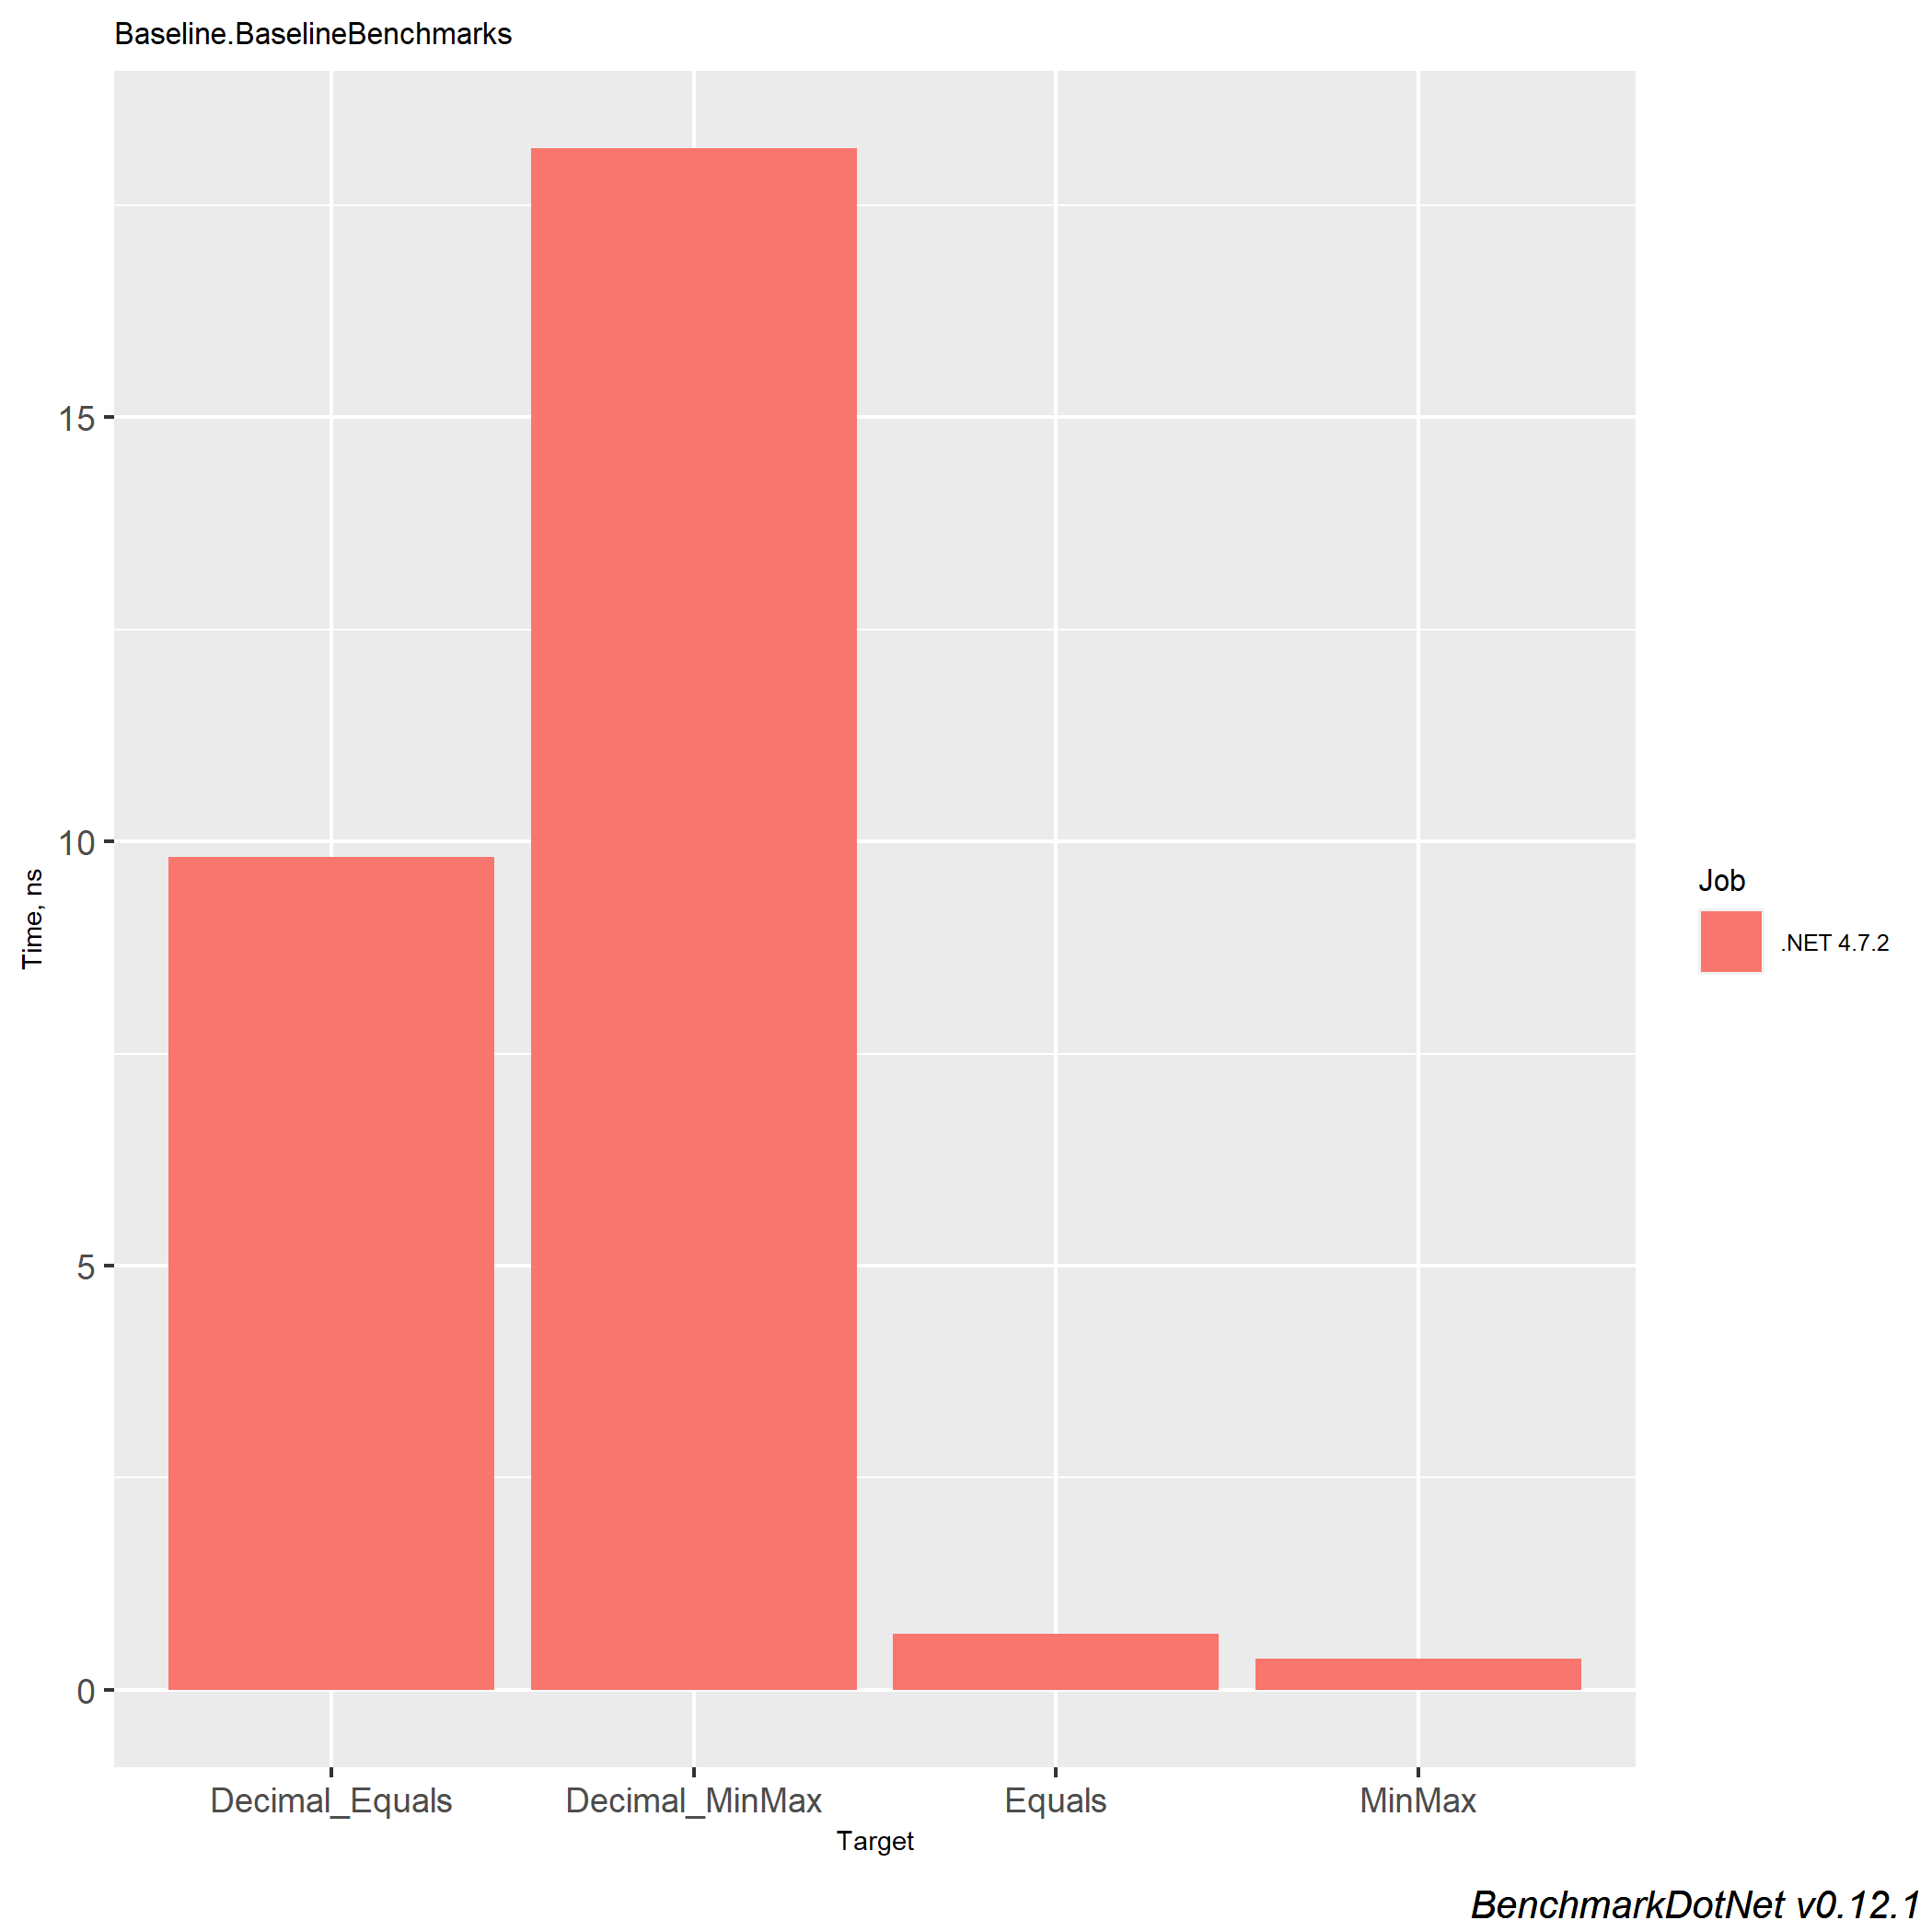 Baseline.BaselineBenchmarks
15
10
5
0
Time, ns
Decimal_Equals
Decimal_MinMax
Equals
MinMax
Target
Job
.NET 4.7.2
BenchmarkDotNet v0.12.1